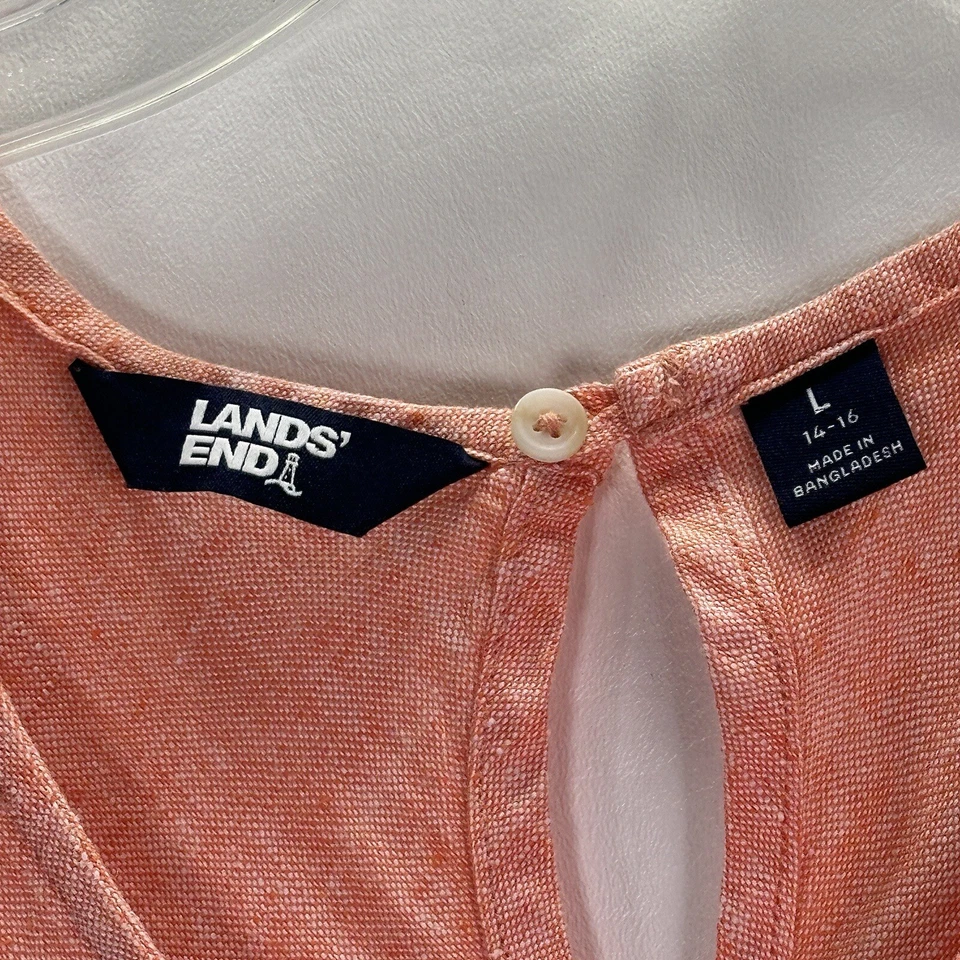 LANDS'
END
L
14-16
MADE IN
BANGLADESH